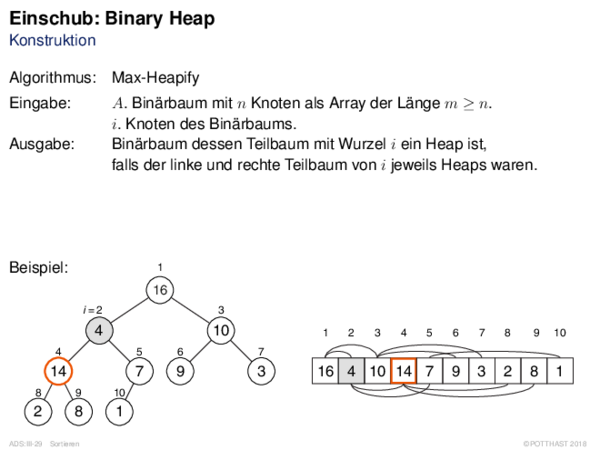 Einschub: Binary Heap
Konstruktion
Algorithmus: Max-Heapify
Eingabe: A. Binärbaum mit n Knoten als Array der Länge m ≥ n.
i. Knoten des Binärbaums.
Ausgabe: Binärbaum dessen Teilbaum mit Wurzel i ein Heap ist,
falls der linke und rechte Teilbaum von i jeweils Heaps waren.
Beispiel:
1
16
i=2 3
4 10
4 5 6 7
14 7 9 3
8 9 10
2 8 1
1 2 3 4 5 6 7 8 9 10
16 4 10 14 7 9 3 2 8 1
ADS:III-29 Sortieren
©POTTHAST 2018